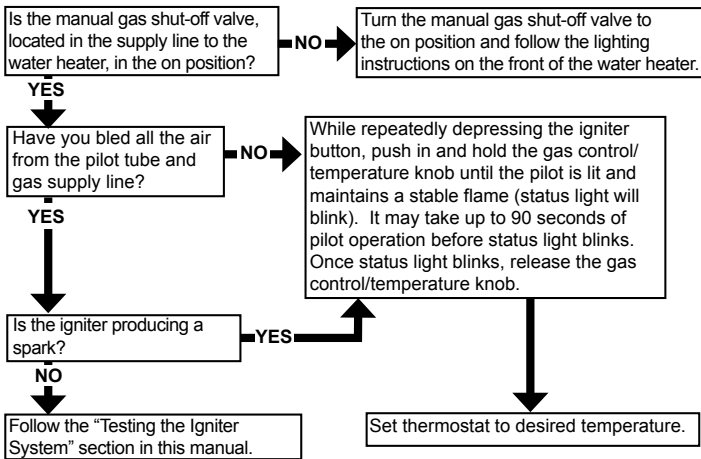 Is the manual gas shut-off valve,
located in the supply line to the
water heater, in the on position?
NO
Turn the manual gas shut-off valve to
the on position and follow the lighting
instructions on the front of the water heater.
YES
Have you bled all the air
from the pilot tube and
gas supply line?
NO
While repeatedly depressing the igniter
button, push in and hold the gas control/
temperature knob until the pilot is lit and
maintains a stable flame (status light will
blink).  It may take up to 90 seconds of
pilot operation before status light blinks.
Once status light blinks, release the gas
control/temperature knob.
YES
Is the igniter producing a
spark?
YES
NO
Follow the “Testing the Igniter
System” section in this manual.
Set thermostat to desired temperature.